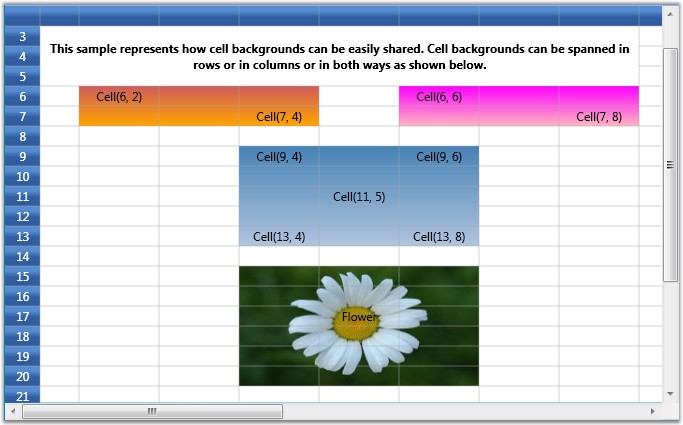 3
This sample represents how cell backgrounds can be easily shared. Cell backgrounds can be spanned in
4
rows or in columns or in both ways as shown below.
5
6 Cell(6, 2) Cell(6, 6)
7 Cell(7, 4) Cell(7, 8)
8
9 Cell(9, 4) Cell(9, 6)
10
11 Cell(11, 5)
12
13 Cell(13, 4) Cell(13, 8)
14
15
16
17 Flower
18
19
20
21